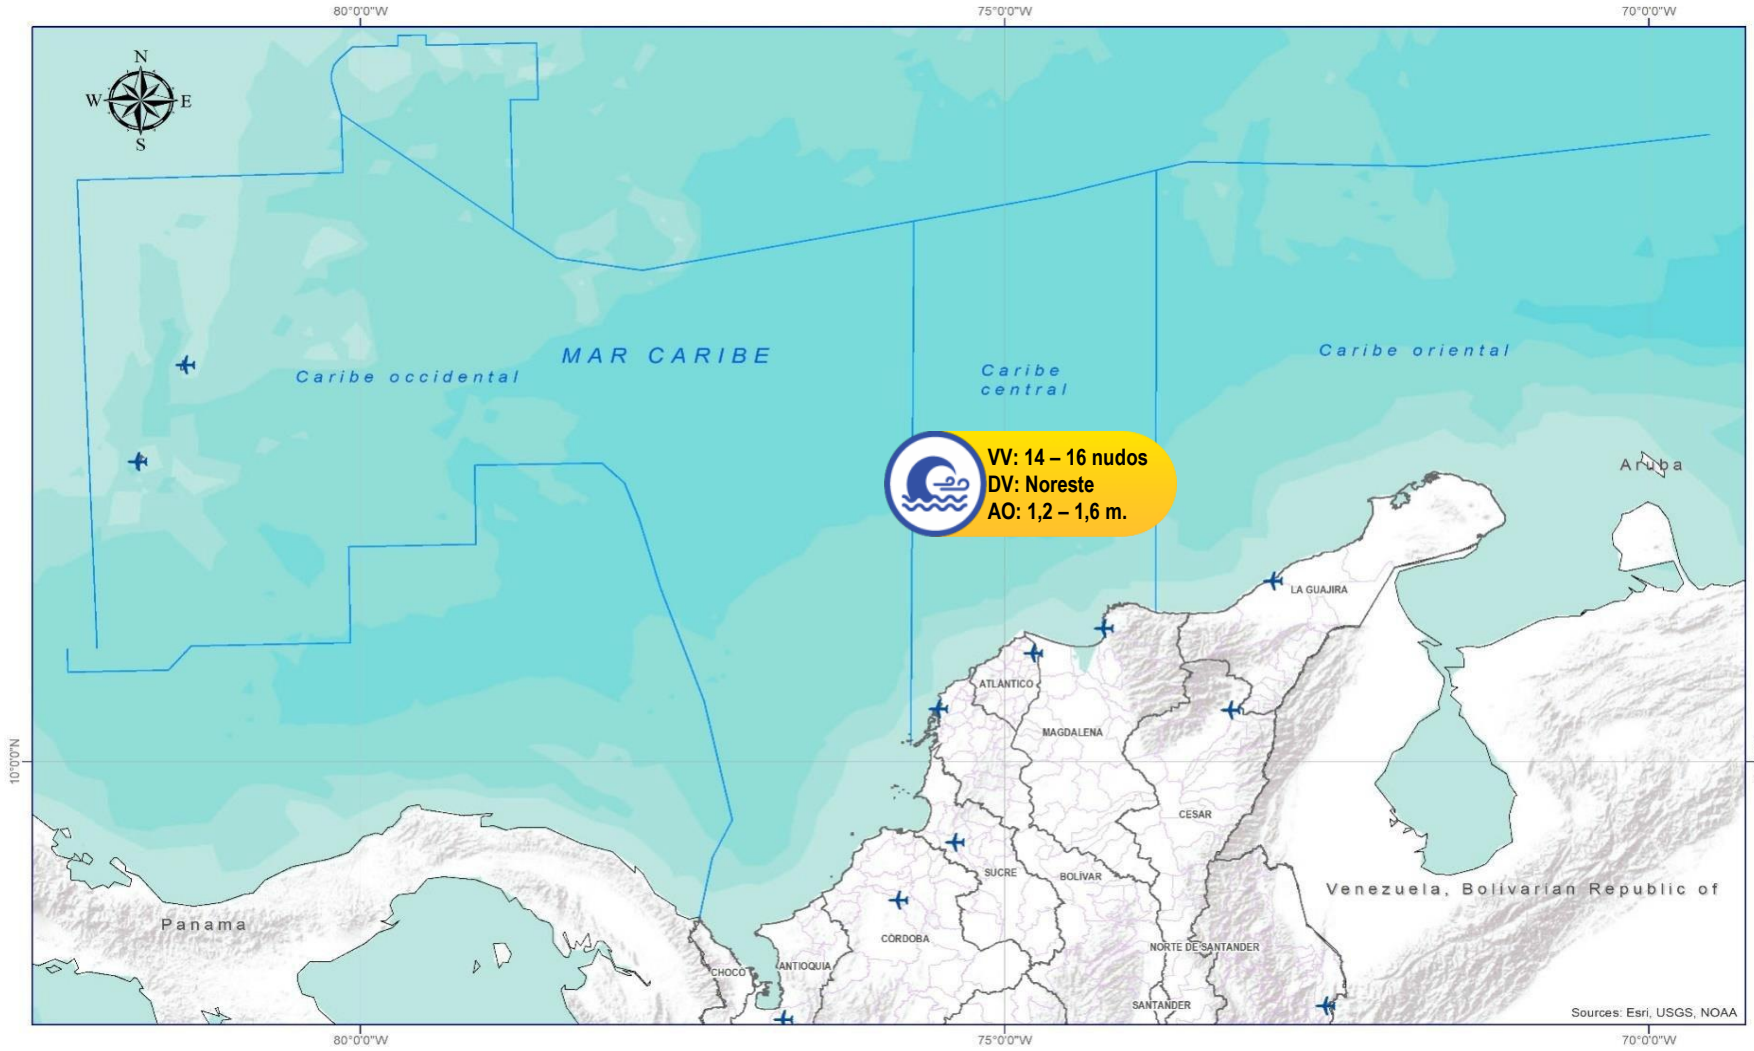 80°0'0"W
75°0'0"W
70°0'0"W
N
W
E
S
MAR CARIBE
Caribe occidental
Caribe
central
Caribe oriental
VV: 14 – 16 nudos
DV: Noreste
AO: 1,2 – 1,6 m.
Aruba
LA GUAJIRA
ATLÁNTICO
MAGDALENA
10°0'0"N
CESAR
SUCRE
BOLÍVAR
Venezuela, Bolivarian Republic of
Panama
CÓRDOBA
NORTE DE SANTANDER
CHOCO
ANTIOQUIA
SANTANDER
Sources: Esri, USGS, NOAA
80°0'0"W
75°0'0"W
70°0'0"W